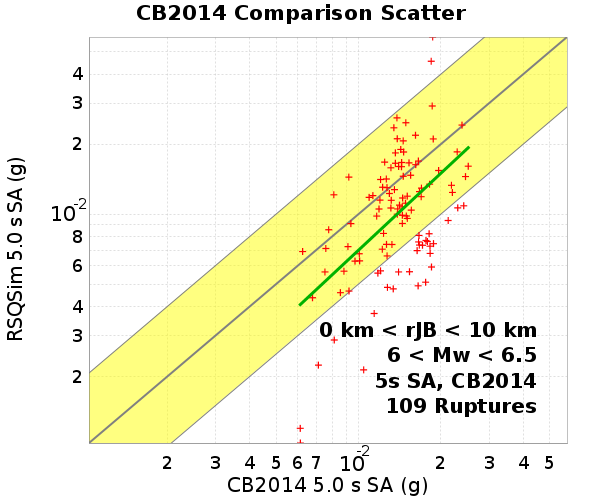 CB2014 Comparison Scatter
RSQSim 5.0 s SA (g)
4
3
2
10-2
8
6
4
3
2
0 km < rJB < 10 km
6 < Mw < 6.5
5s SA, CB2014
109 Ruptures
2 3 4 5 6 7 10-2 2 3 4 5
CB2014 5.0 s SA (g)